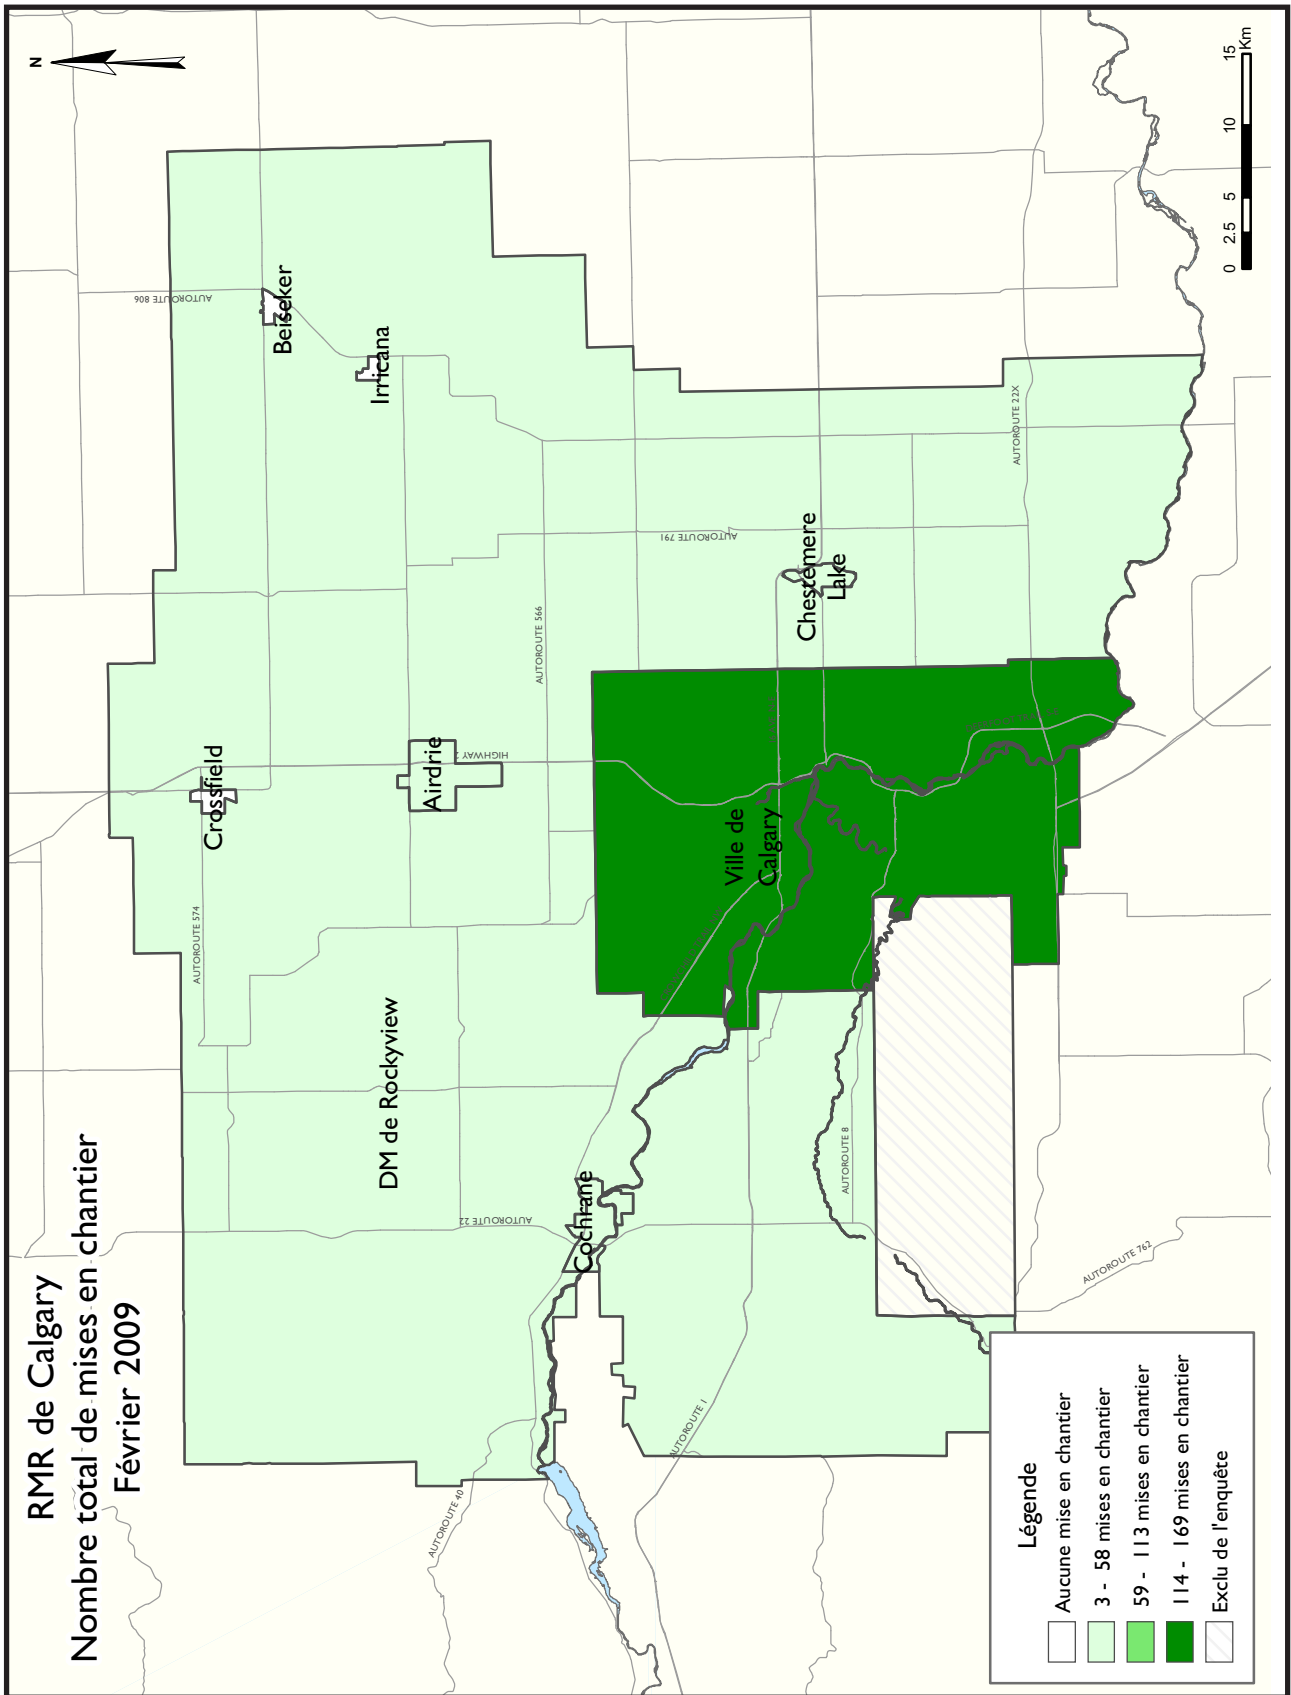 RMR de Calgary
Nombre total de mises en chantier
Février 2009
N
AUTOROUTE 806
Beiseker
Irricana
Crossfield
AUTOROUTE 574
Airdrie
HIGHWAY 2
AUTOROUTE 566
DM de Rockyview
AUTOROUTE 22
Cochrane
AUTOROUTE 40
AUTOROUTE 791
Chestermere
Lake
Ville de
Calgary
AUTOROUTE 1
AUTOROUTE 8
AUTOROUTE 22X
AUTOROUTE 762
Légende
Aucune mise en chantier
3 - 58 mises en chantier
59 - 113 mises en chantier
114 - 169 mises en chantier
Exclu de l'enquête
0 2.5 5 10 15
Km